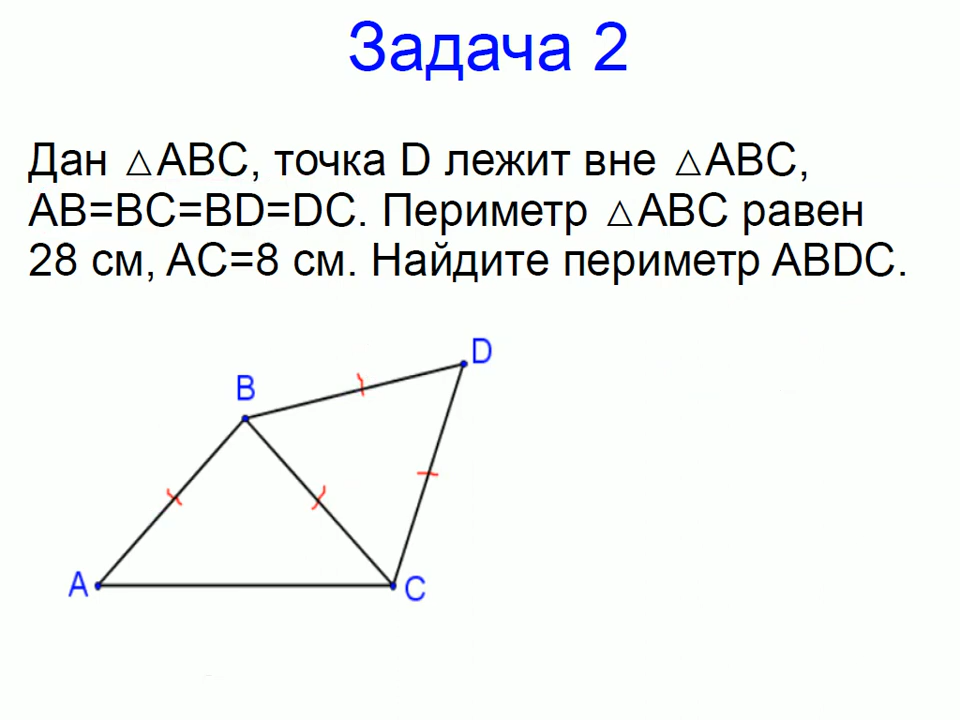 Задача 2
Дан △ABC, точка D лежит вне △ABC,
AB=BC=BD=DC. Периметр △ABC равен
28 см, AC=8 см. Найдите периметр ABDC.
D
B
A
C